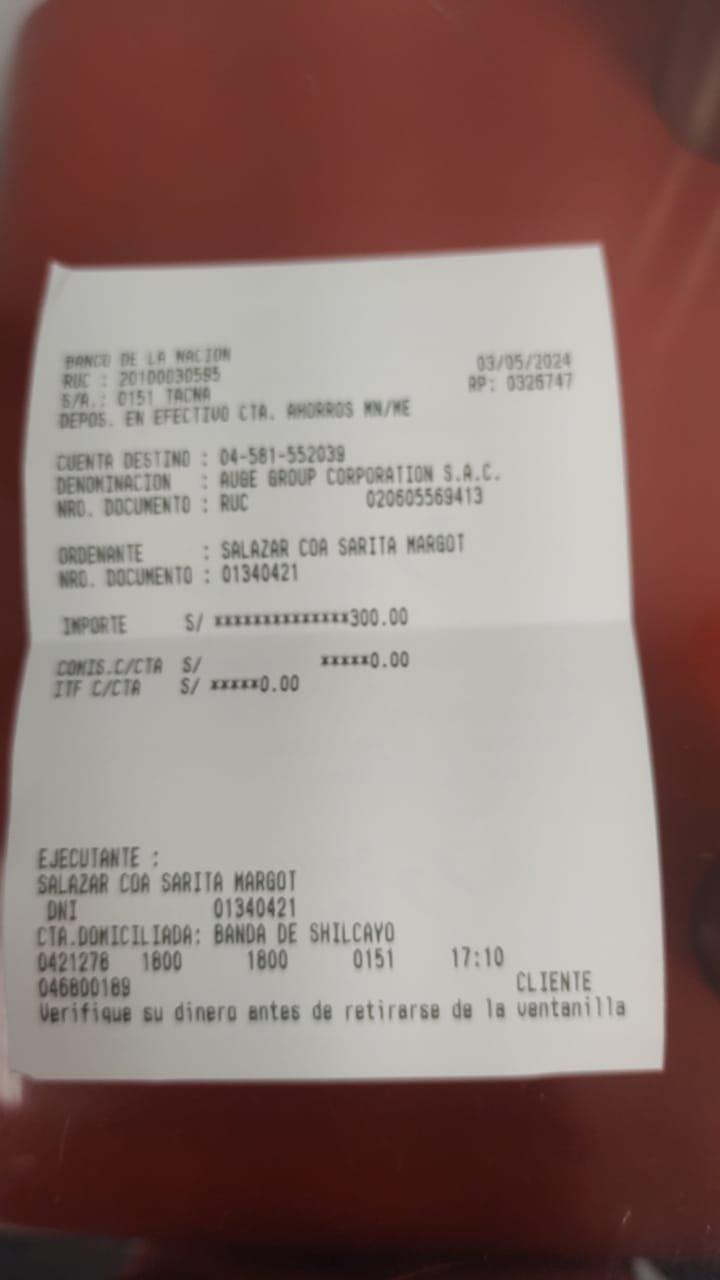 BANCO DE LA NACION 03/05/2024
RUC : 20100030595 RP: 0326747
S/A.: 0151 TACNA
DEPOS. EN EFECTIVO CTA. AHORROS MN/ME
CUENTA DESTINO : 04-581-552039
DENOMINACION : AUGE GROUP CORPORATION S.A.C.
NRO. DOCUMENTO : RUC 020605569413
ORDENANTE : SALAZAR COA SARITA MARGOT
NRO. DOCUMENTO : 01340421
IMPORTE S/ **************300.00
COMIS.C/CTA S/ *****0.00
ITF C/CTA S/ *****0.00
EJECUTANTE :
SALAZAR COA SARITA MARGOT
DNI 01340421
CTA.DOMICILIADA: BANDA DE SHILCAYO
0421278 1800 1800 0151 17:10
046800189 CLIENTE
Verifique su dinero antes de retirarse de la ventanilla